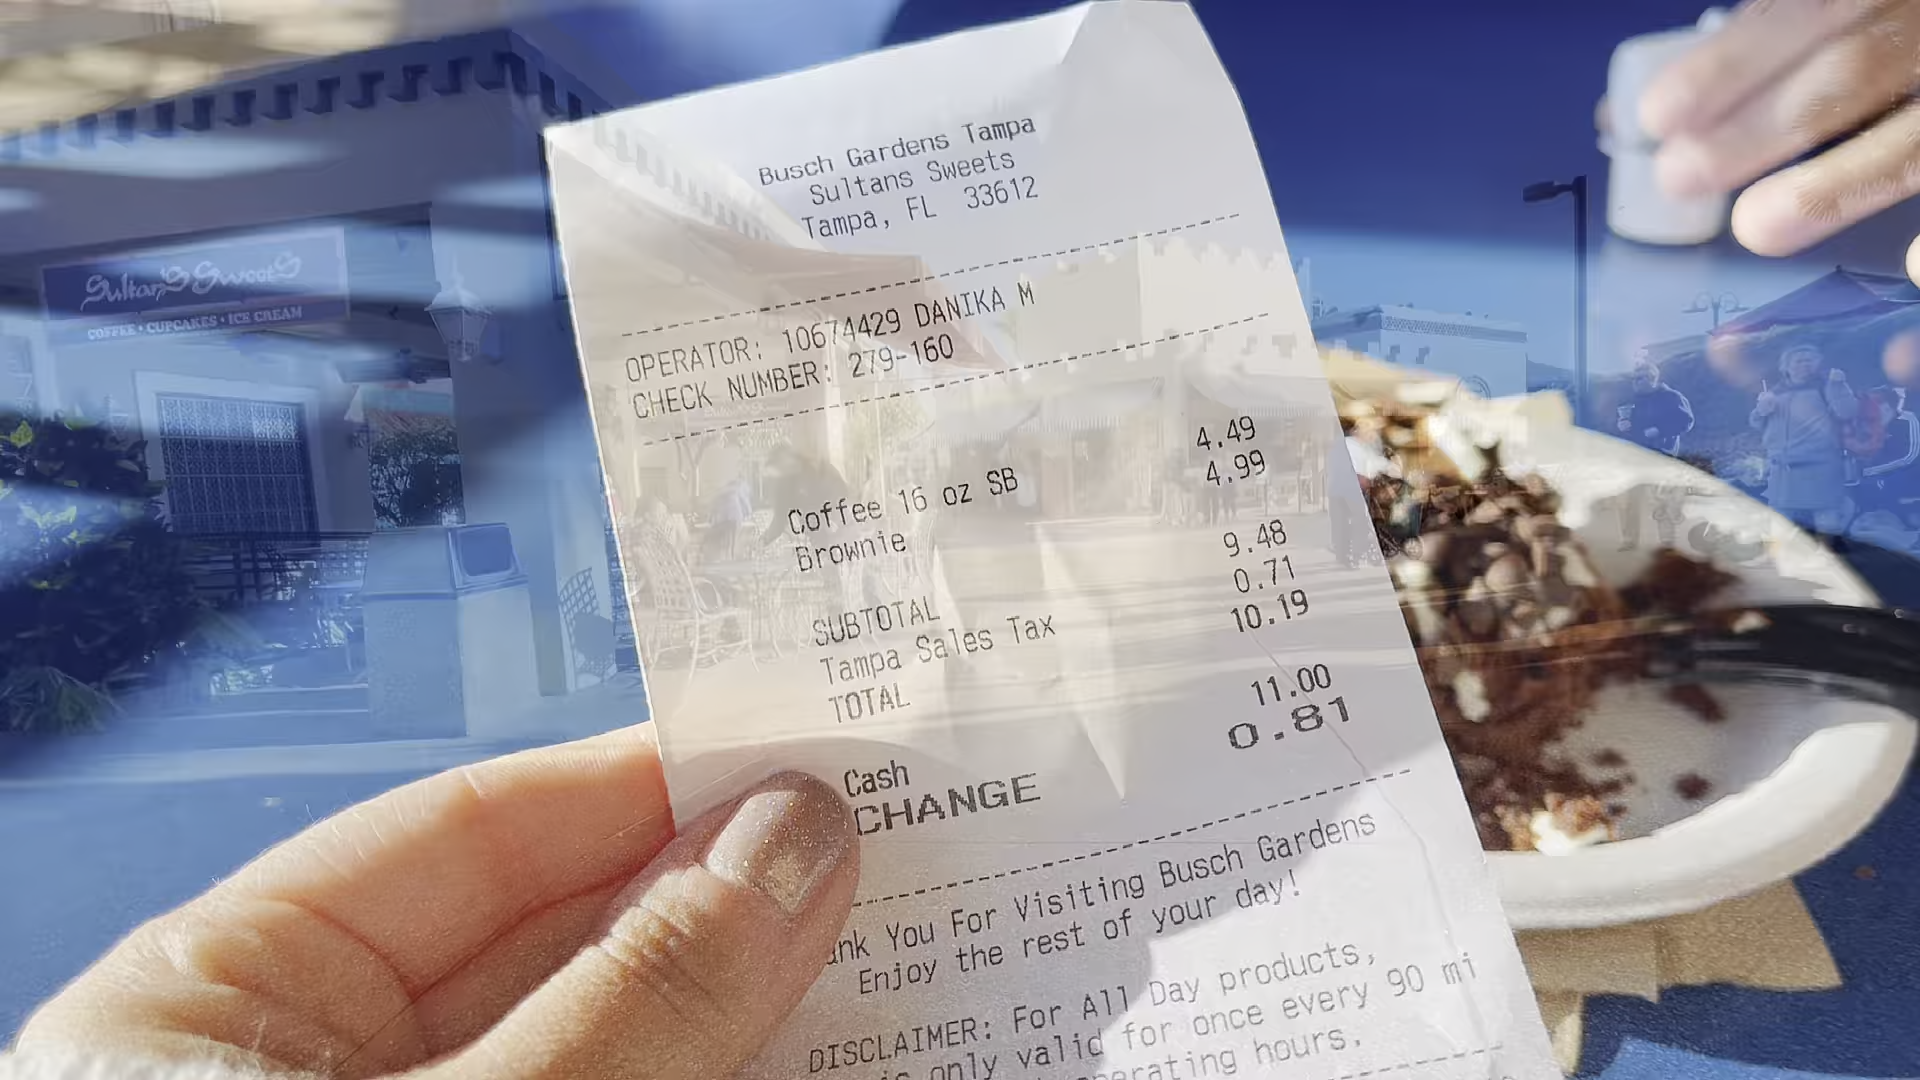 Sultan's Sweets
COFFEE • CUPCAKES • ICE CREAM
Busch Gardens Tampa
Sultans Sweets
Tampa, FL 33612
OPERATOR: 10674429 DANIKA M
CHECK NUMBER: 279-160
Coffee 16 oz SB 4.49
Brownie 4.99
SUBTOTAL 9.48
Tampa Sales Tax 0.71
TOTAL 10.19
Cash 11.00
CHANGE 0.81
ank You For Visiting Busch Gardens
Enjoy the rest of your day!
DISCLAIMER: For All Day products,
is only valid for once every 90 mi
operating hours.